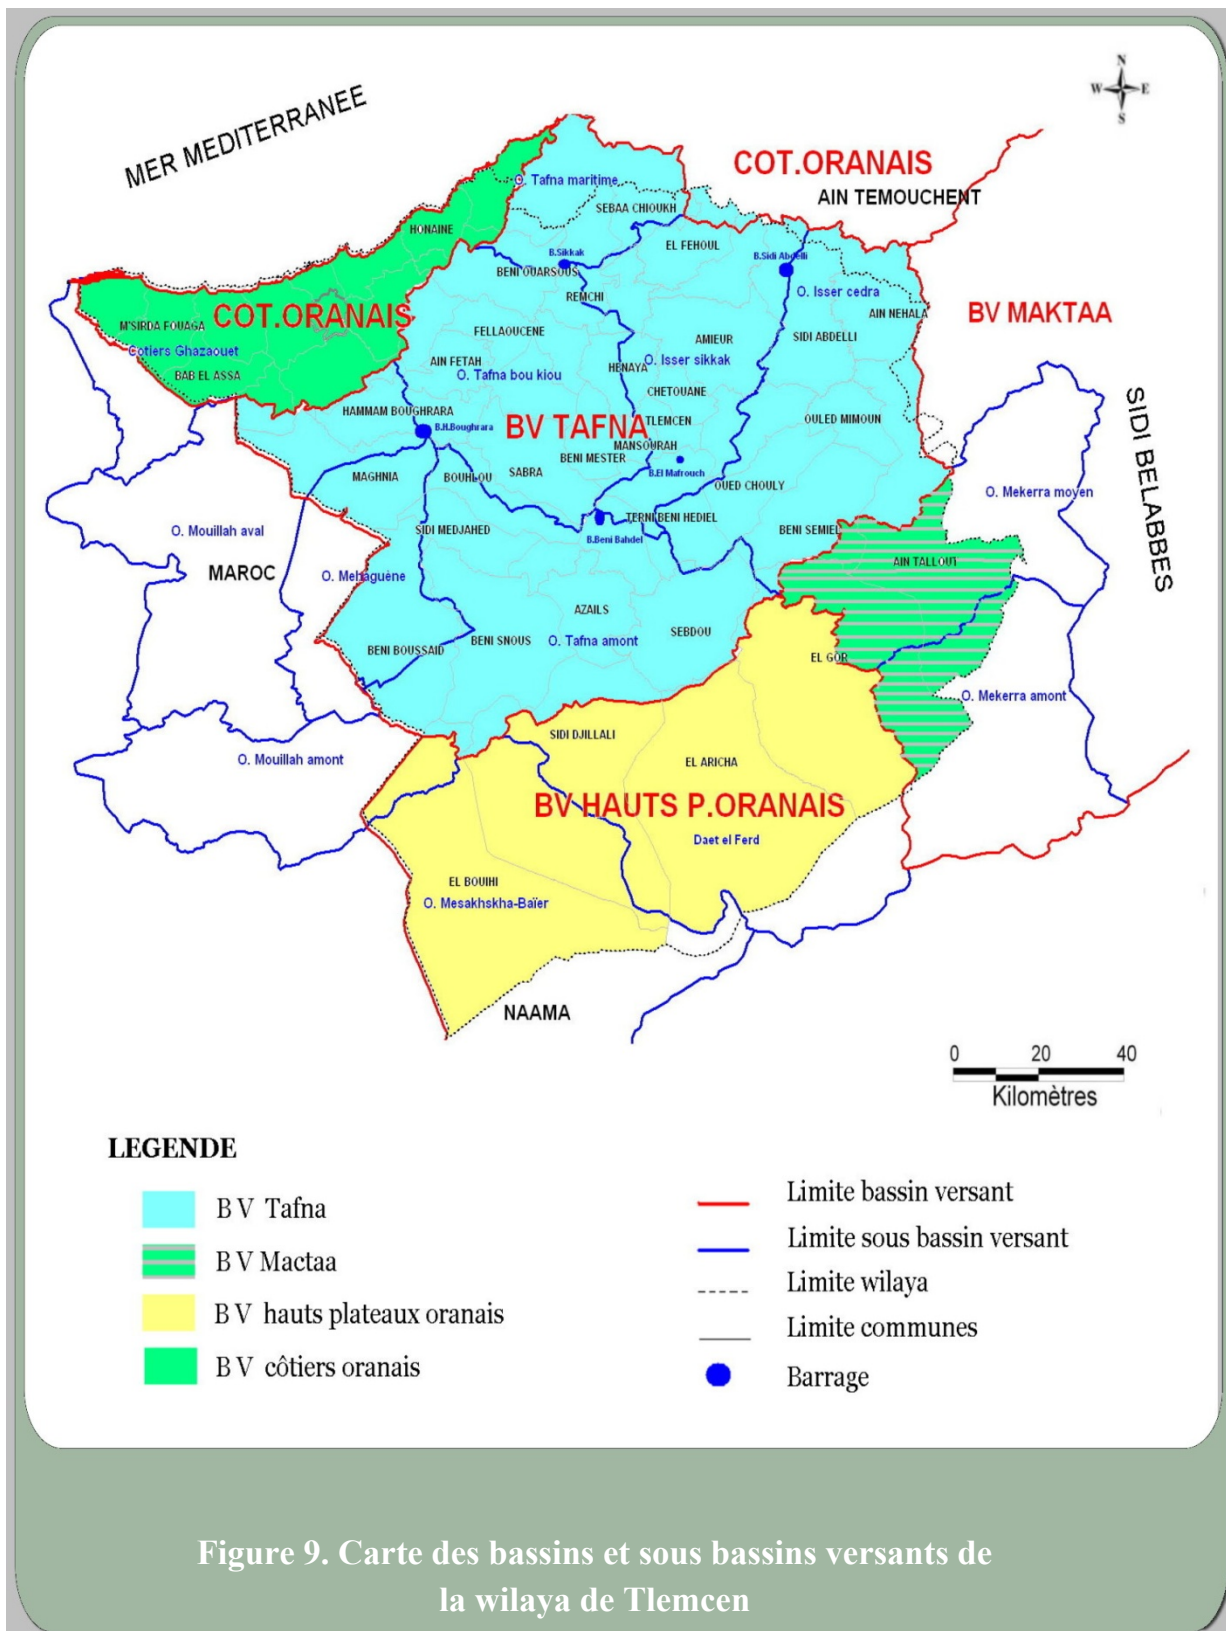 N
W E
S
MER MEDITERRANEE
COT.ORANAIS
AIN TEMOUCHENT
O. Tafna maritime
SEBAA CHIOUKH
HONAINE
EL FEHOUL
B.Sikkak
B.Sidi Abdelli
BENI OUARSOUS
O. Isser cedra
REMCHI
AIN NEHALA
BV MAKTAA
COT.ORANAIS
M'SIRDA FOUAGA
FELLAOUCENE
SIDI ABDELLI
AMIEUR
Cotiers Ghazaouet
AIN FETAH
O. Isser sikkak
HENAYA
BAB EL ASSA
O. Tafna bou kiou
CHETOUANE
SIDI BELABBES
HAMMAM BOUGHRARA
B.H.Boughrara
BV TAFNA
TLEMCEN
OULED MIMOUN
MANSOURAH
BENI MESTER
MAGHNIA
BOUHLOU
SABRA
B.El Mafrouch
OUED CHOULY
O. Mekerra moyen
TERNI BENI HEDIEL
O. Mouillah aval
SIDI MEDJAHED
BENI SEMIEL
B.Beni Bahdel
AIN TALLOUT
MAROC
O. Mehaguène
AZAILS
SEBDOU
BENI SNOUS
O. Tafna amont
BENI BOUSSAID
EL GOR
O. Mekerra amont
SIDI DJILLALI
O. Mouillah amont
EL ARICHA
BV HAUTS P.ORANAIS
Daet el Ferd
EL BOUIHI
O. Mesakhskha-Baïer
NAAMA
0 20 40
Kilomètres
LEGENDE
B V Tafna
B V Mactaa
B V hauts plateaux oranais
B V côtiers oranais
Limite bassin versant
Limite sous bassin versant
Limite wilaya
Limite communes
Barrage
Figure 9. Carte des bassins et sous bassins versants de
la wilaya de Tlemcen